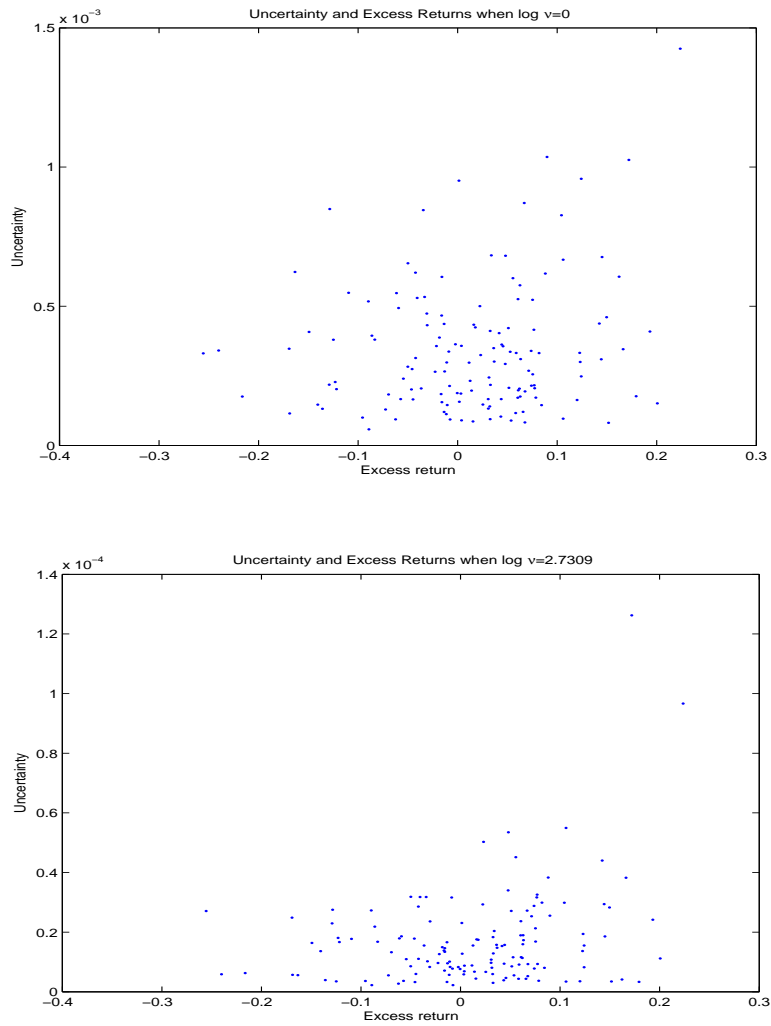 Uncertainty and Excess Returns when log ν=0
x 10⁻³
1.5
1
0.5
0
Uncertainty
−0.4 −0.3 −0.2 −0.1 0 0.1 0.2 0.3
Excess return
Uncertainty and Excess Returns when log ν=2.7309
x 10⁻⁴
1.4
1.2
1
0.8
0.6
0.4
0.2
0
Uncertainty
−0.4 −0.3 −0.2 −0.1 0 0.1 0.2 0.3
Excess return